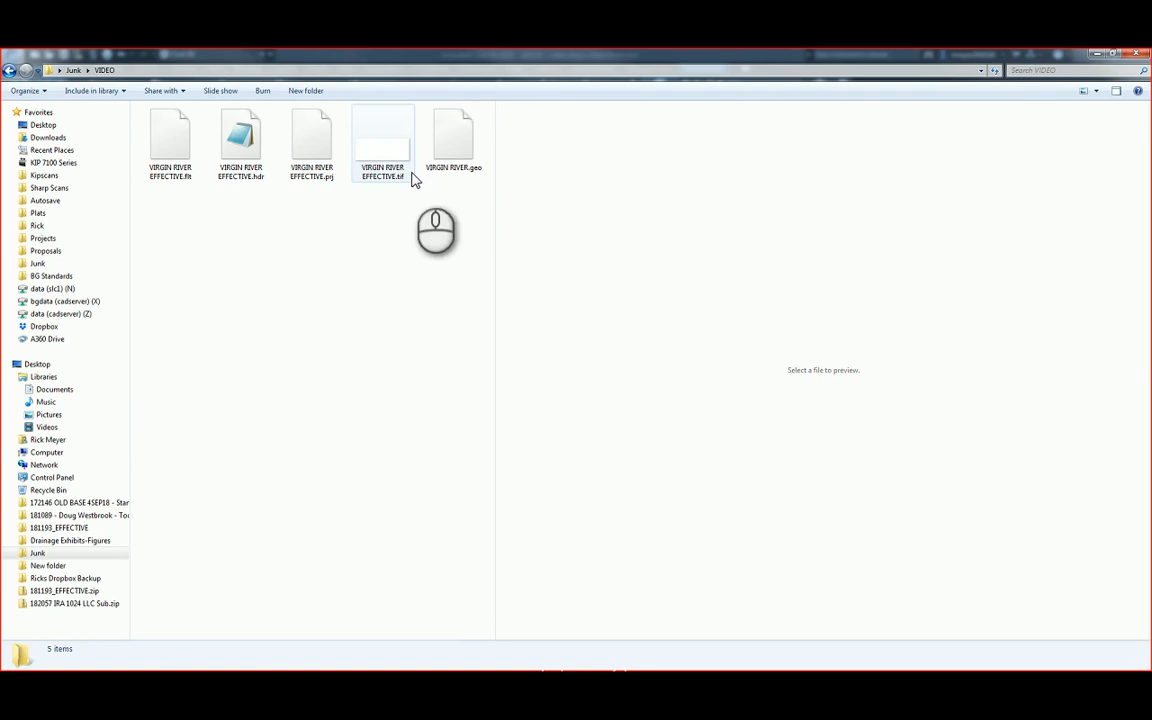 Junk VIDEO
Search VIDEO
Organize Include in library Share with Slide show Burn New folder
Favorites
Desktop
Downloads
Recent Places
KIP 7100 Series
Kipscans
Sharp Scans
Autosave
Plats
Rick
Projects
Proposals
Junk
BG Standards
data (slc1) (N)
bgdata (cadserver) (X)
data (cadserver) (Z)
Dropbox
A360 Drive
Desktop
Libraries
Documents
Music
Pictures
Videos
Rick Meyer
Computer
Network
Control Panel
Recycle Bin
172146 OLD BASE 4SEP18 - Star
181089 - Doug Westbrook - To
181193_EFFECTIVE
Drainage Exhibits-Figures
Junk
New folder
Ricks Dropbox Backup
181193_EFFECTIVE.zip
182057 IRA 1024 LLC Sub.zip
VIRGIN RIVER
EFFECTIVE.flt
VIRGIN RIVER
EFFECTIVE.hdr
VIRGIN RIVER
EFFECTIVE.prj
VIRGIN RIVER
EFFECTIVE.tif
VIRGIN RIVER.geo
Select a file to preview.
5 items